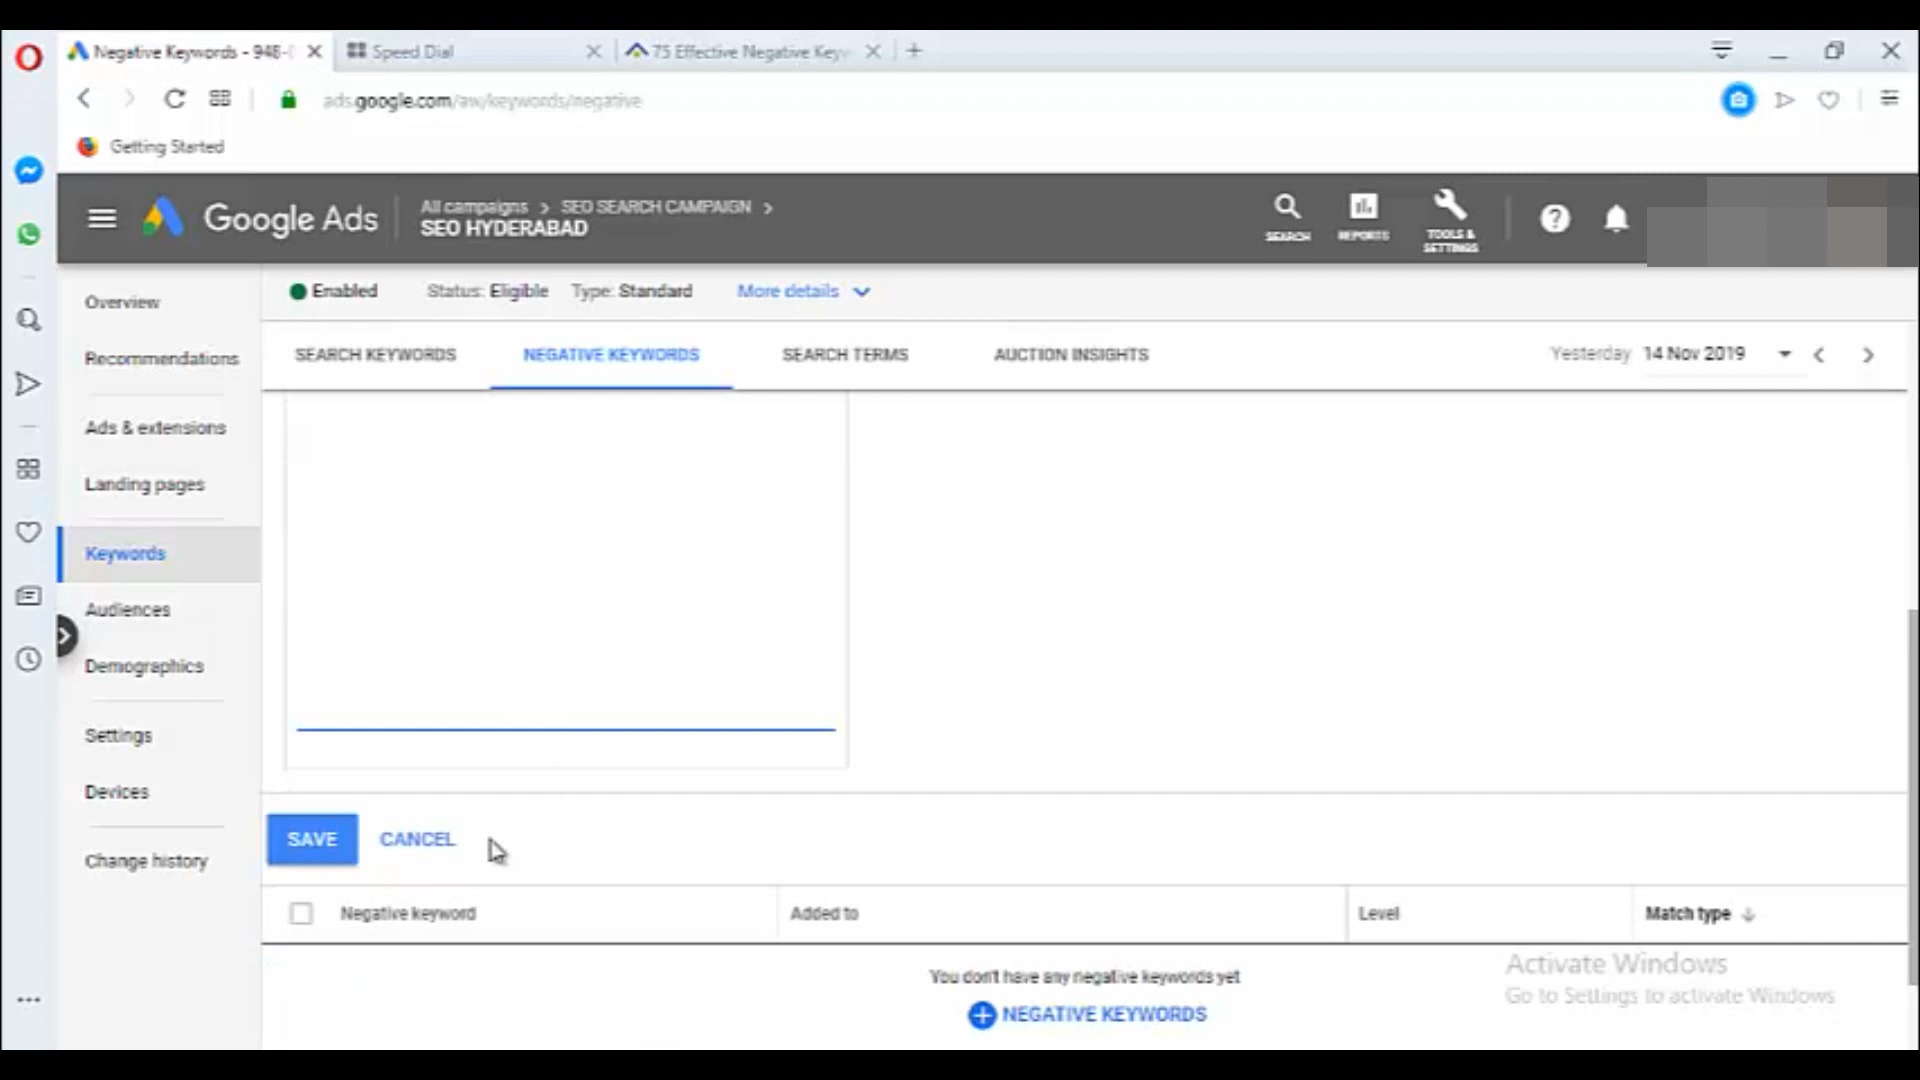 Negative Keywords - 948-
Speed Dial
75 Effective Negative Key
ads.google.com/aw/keywords/negative
Getting Started
Google Ads
All campaigns > SEO SEARCH CAMPAIGN >
SEO HYDERABAD
SEARCH
REPORTS
TOOLS &
SETTINGS
Enabled
Status: Eligible
Type: Standard
More details
SEARCH KEYWORDS
NEGATIVE KEYWORDS
SEARCH TERMS
AUCTION INSIGHTS
Yesterday 14 Nov 2019
Overview
Recommendations
Ads & extensions
Landing pages
Keywords
Audiences
Demographics
Settings
Devices
Change history
SAVE
CANCEL
Negative keyword
Added to
Level
Match type
You don't have any negative keywords yet
NEGATIVE KEYWORDS
Activate Windows
Go to Settings to activate Windows